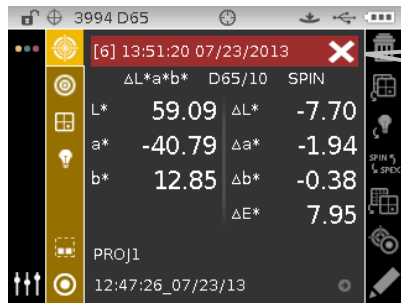 3994 D65
[6] 13:51:20 07/23/2013
ΔL*a*b* D65/10 SPIN
L* 59.09 ΔL* -7.70
a* -40.79 Δa* -1.94
b* 12.85 Δb* -0.38
ΔE* 7.95
SPIN
SPEX
PROJ1
12:47:26_07/23/13